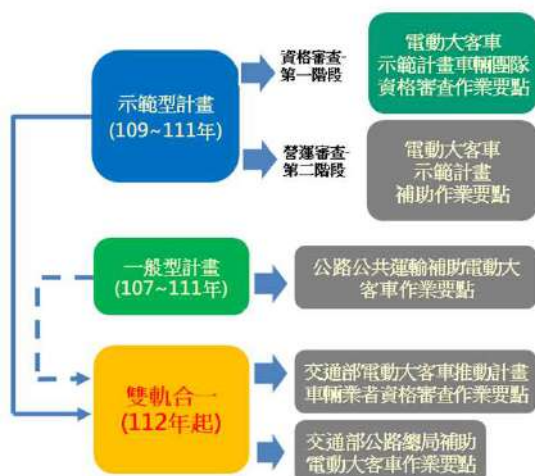 示範型計畫
(109~111年)
資格審查-
第一階段
電動大客車
示範計畫車輛團隊
資格審查作業要點
營運審查-
第二階段
電動大客車
示範計畫
補助作業要點
一般型計畫
(107~111年)
公路公共運輸補助電動大
客車作業要點
雙軌合一
(112年起)
交通部電動大客車推動計畫
車輛業者資格審查作業要點
交通部公路總局補助
電動大客車作業要點